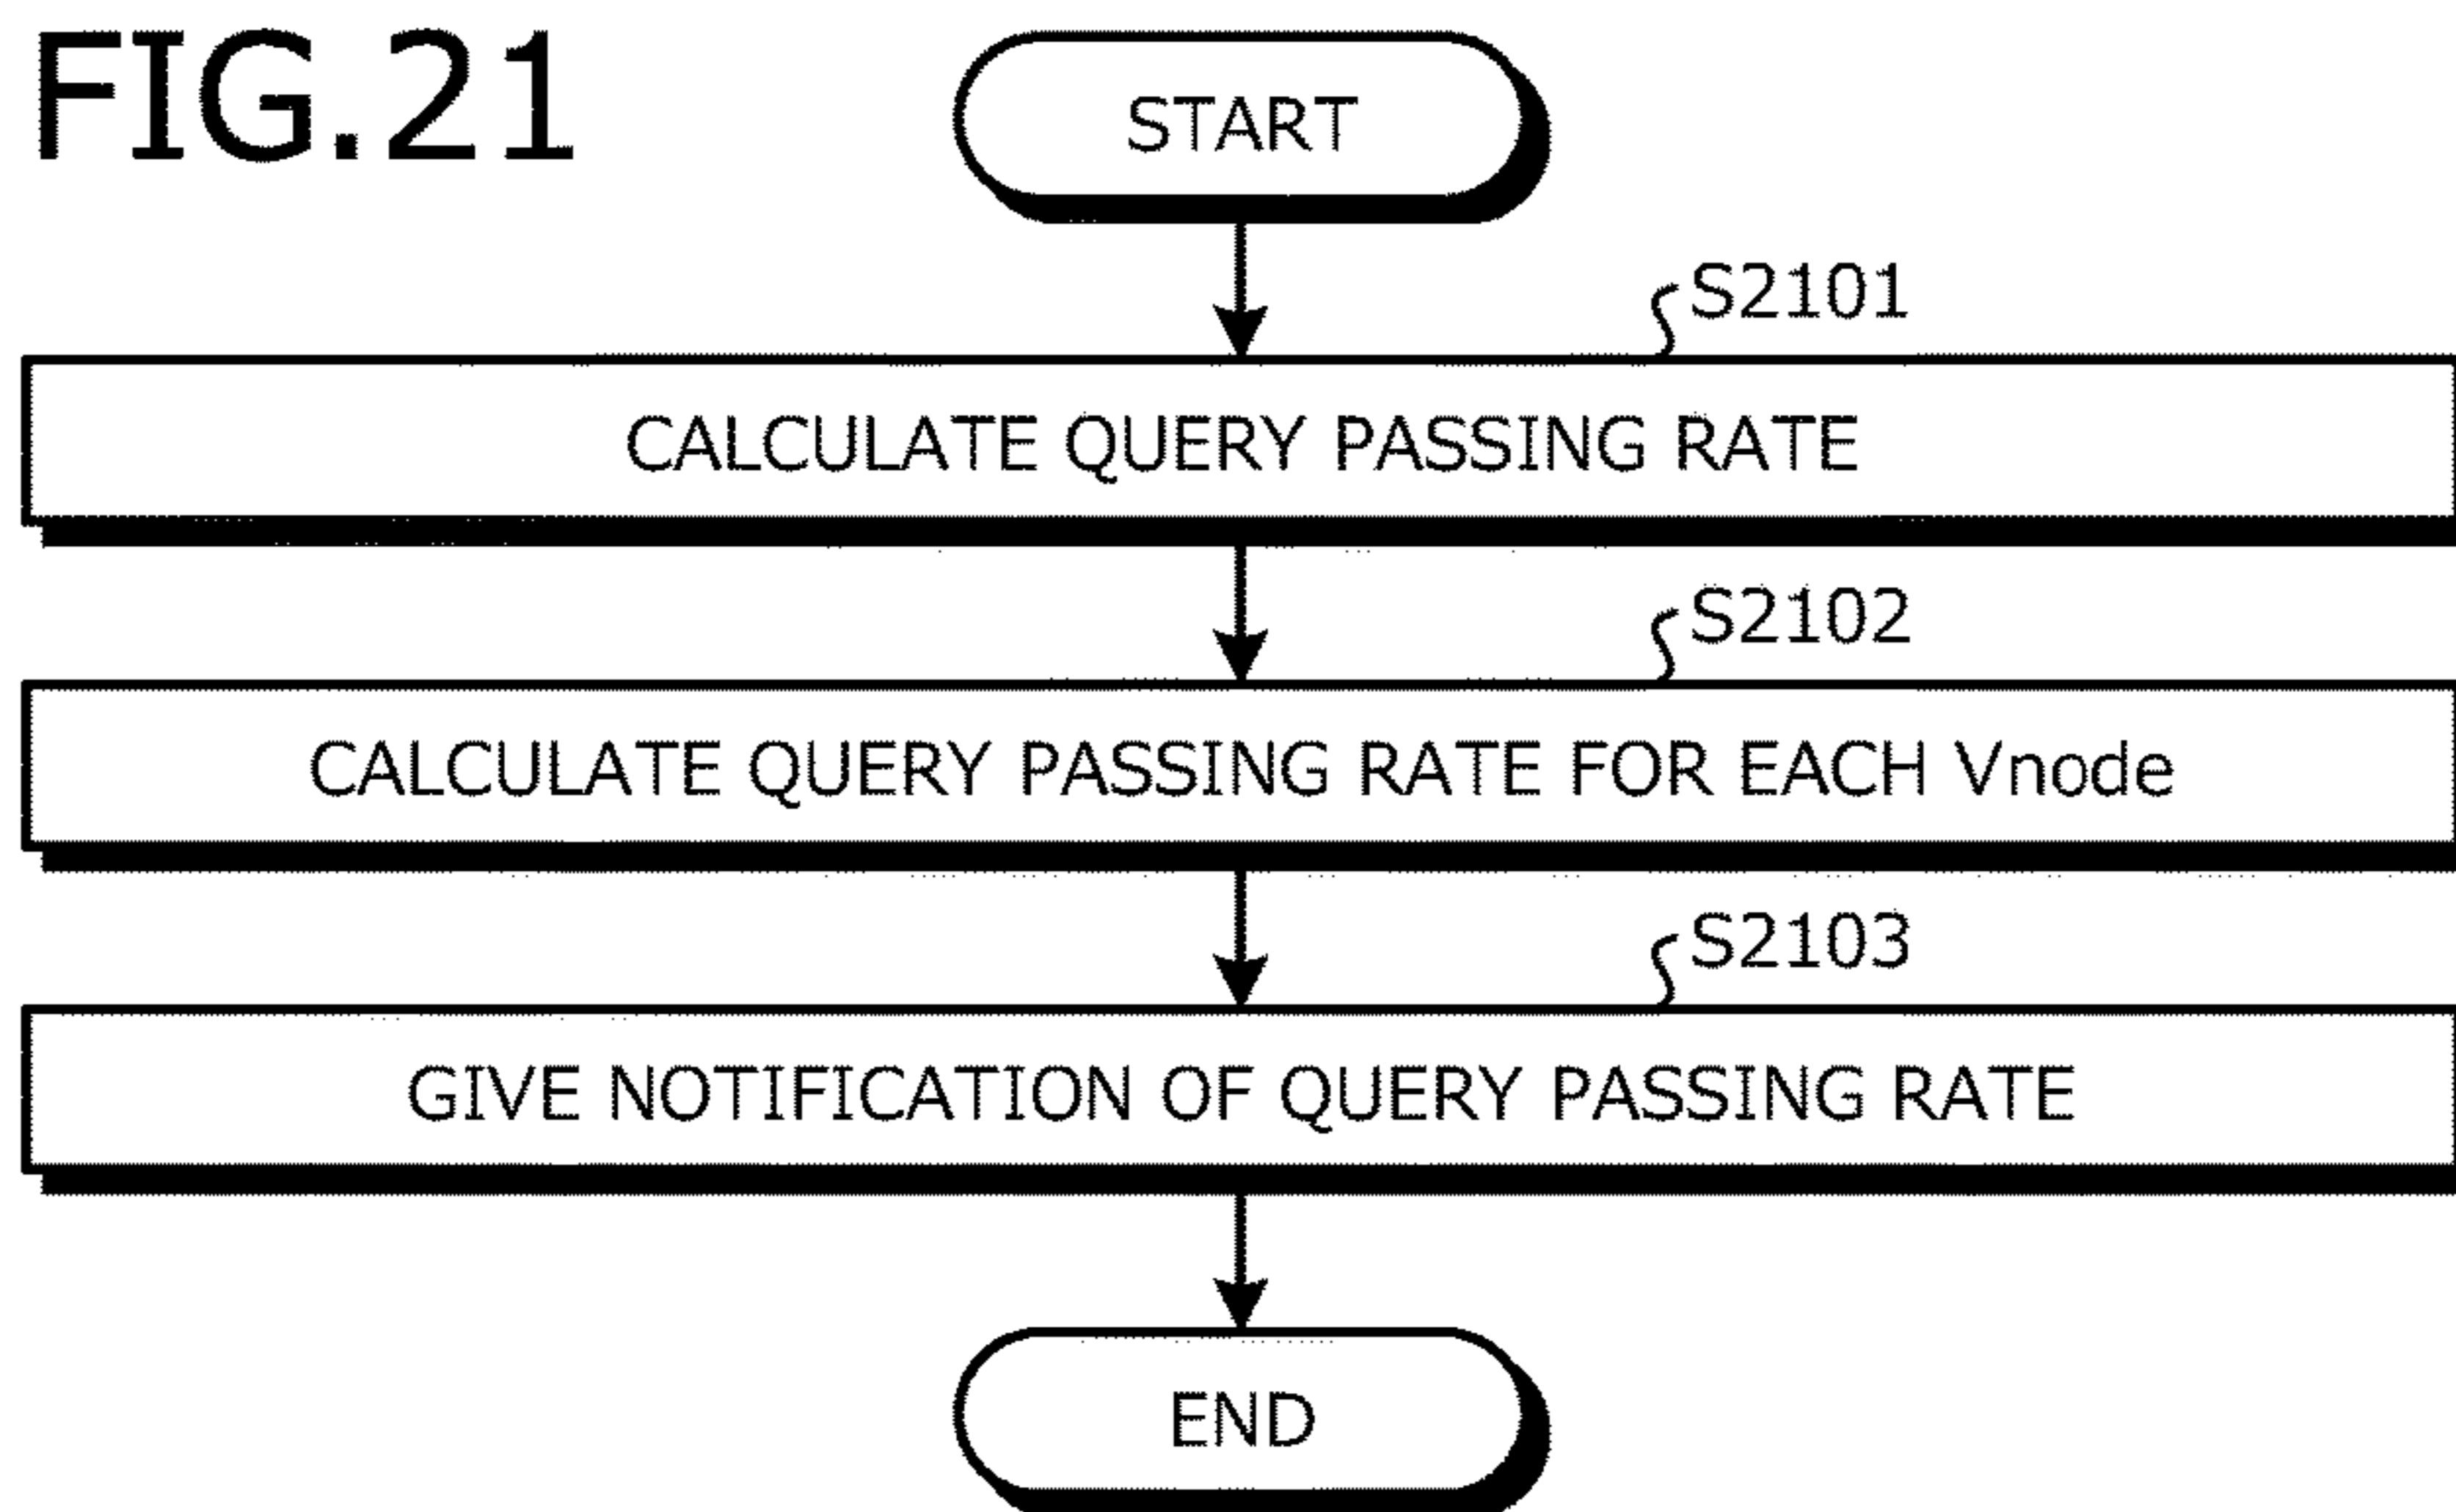 FIG.21
START
S2101
CALCULATE QUERY PASSING RATE
S2102
CALCULATE QUERY PASSING RATE FOR EACH Vnode
S2103
GIVE NOTIFICATION OF QUERY PASSING RATE
END